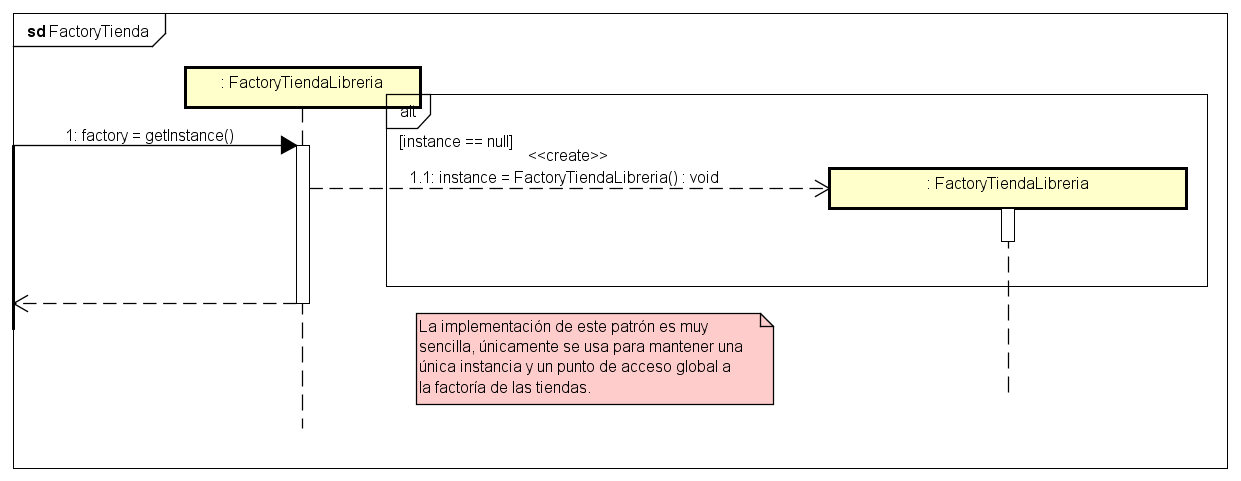 sd FactoryTienda
: FactoryTiendaLibreria
alt
1: factory = getInstance()
[instance == null]
<<create>>
1.1: instance = FactoryTiendaLibreria() : void
: FactoryTiendaLibreria
La implementación de este patrón es muy
sencilla, únicamente se usa para mantener una
única instancia y un punto de acceso global a
la factoría de las tiendas.